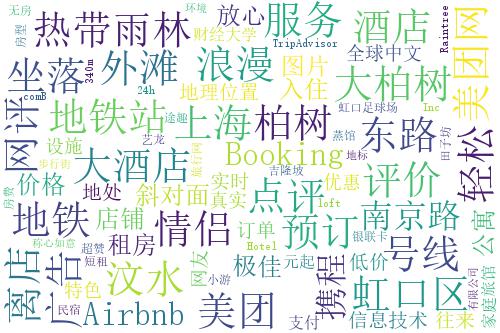 无房
房型
环境
热带雨林
放心
财经大学
服务
酒店
Raintree
340m
TripAdvisor
坐落
comB
外滩
24h
浪漫
图片
全球中文
美团网
地理位置
入住
大柏树
网评
地铁站
上海
柏树
虹口足球场
Inc
东路
轻松
途趣
蒸馆
田子坊
设施
步行街
大酒店
艺龙
旅行网
Booking
地标
评价
价格
地处
斜对面
实时
真实
吉隆坡
优惠
点评
loft
南京路
公寓
房费
地铁
店铺
情侣
预订
号线
离店
广告
称心如意
超赞
租房
汶水
网友
订单
Hotel
银联卡
极佳
元起
携程
低价
虹口区
有限公司
家庭旅馆
特色
短租
Airbnb
美团
小游
民宿
支付
信息技术
往来